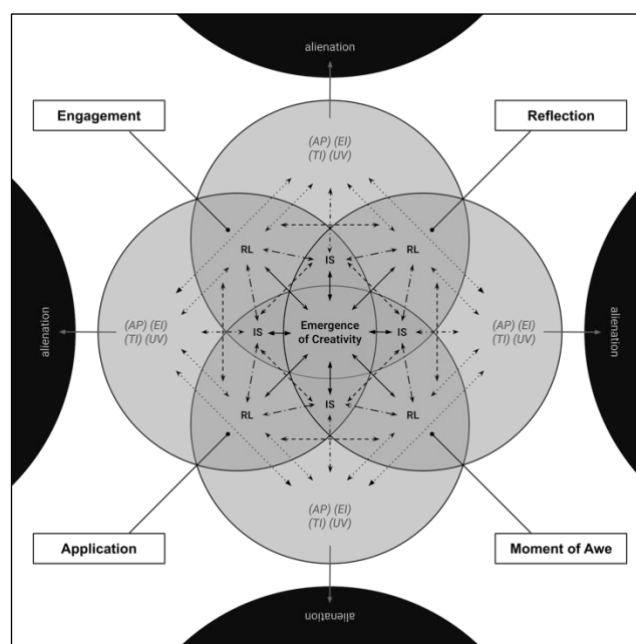 alienation
Engagement
Reflection
(AP) (EI)
(TI) (UV)
RL
IS
RL
alienation
(AP) (EI)
(TI) (UV)
IS
Emergence
of Creativity
IS
(AP) (EI)
(TI) (UV)
alienation
RL
IS
RL
(AP) (EI)
(TI) (UV)
Application
Moment of Awe
alienation